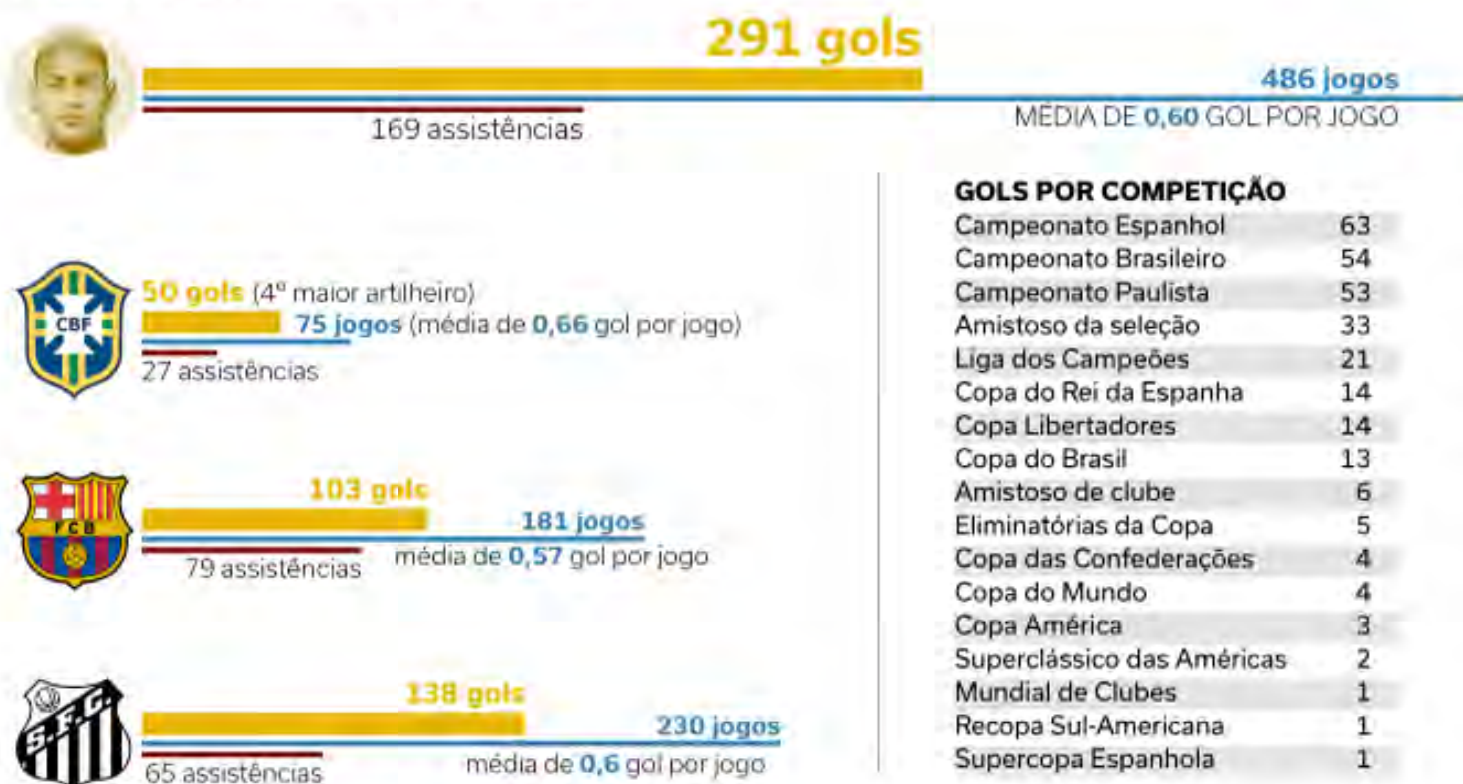 291 gols
486 jogos
MÉDIA DE 0,60 GOL POR JOGO
169 assistências
50 gols (4º maior artilheiro)
75 jogos (média de 0,66 gol por jogo)
27 assistências
CBF
103 gols
181 jogos
média de 0,57 gol por jogo
79 assistências
FCB
138 gols
230 jogos
média de 0,6 gol por jogo
65 assistências
S.F.C.
GOLS POR COMPETIÇÃO
Campeonato Espanhol 63
Campeonato Brasileiro 54
Campeonato Paulista 53
Amistoso da seleção 33
Liga dos Campeões 21
Copa do Rei da Espanha 14
Copa Libertadores 14
Copa do Brasil 13
Amistoso de clube 6
Eliminatórias da Copa 5
Copa das Confederações 4
Copa do Mundo 4
Copa América 3
Superclássico das Américas 2
Mundial de Clubes 1
Recopa Sul-Americana 1
Supercopa Espanhola 1